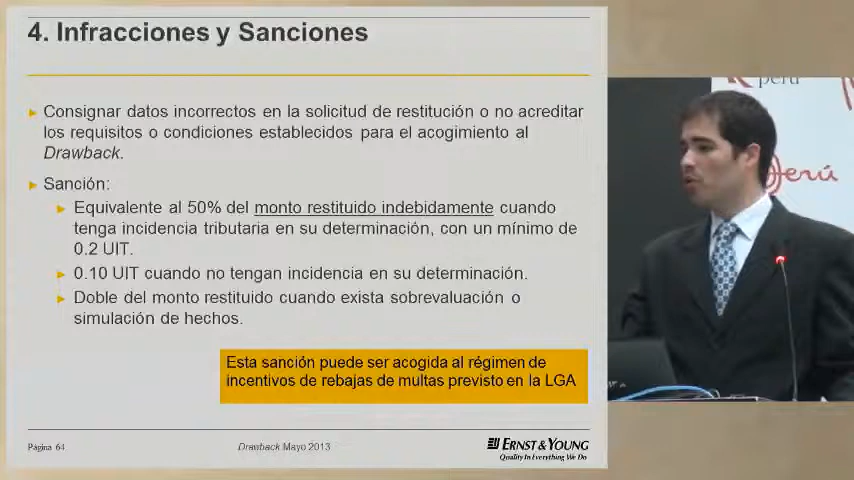 4. Infracciones y Sanciones
Consignar datos incorrectos en la solicitud de restitución o no acreditar
los requisitos o condiciones establecidos para el acogimiento al
Drawback.
Sanción:
Equivalente al 50% del monto restituido indebidamente cuando
tenga incidencia tributaria en su determinación, con un mínimo de
0.2 UIT.
0.10 UIT cuando no tengan incidencia en su determinación.
Doble del monto restituido cuando exista sobrevaluación o
simulación de hechos.
Esta sanción puede ser acogida al régimen de
incentivos de rebajas de multas previsto en la LGA
Página 64
Drawback Mayo 2013
ERNST & YOUNG
Quality In Everything We Do
perú
Perú